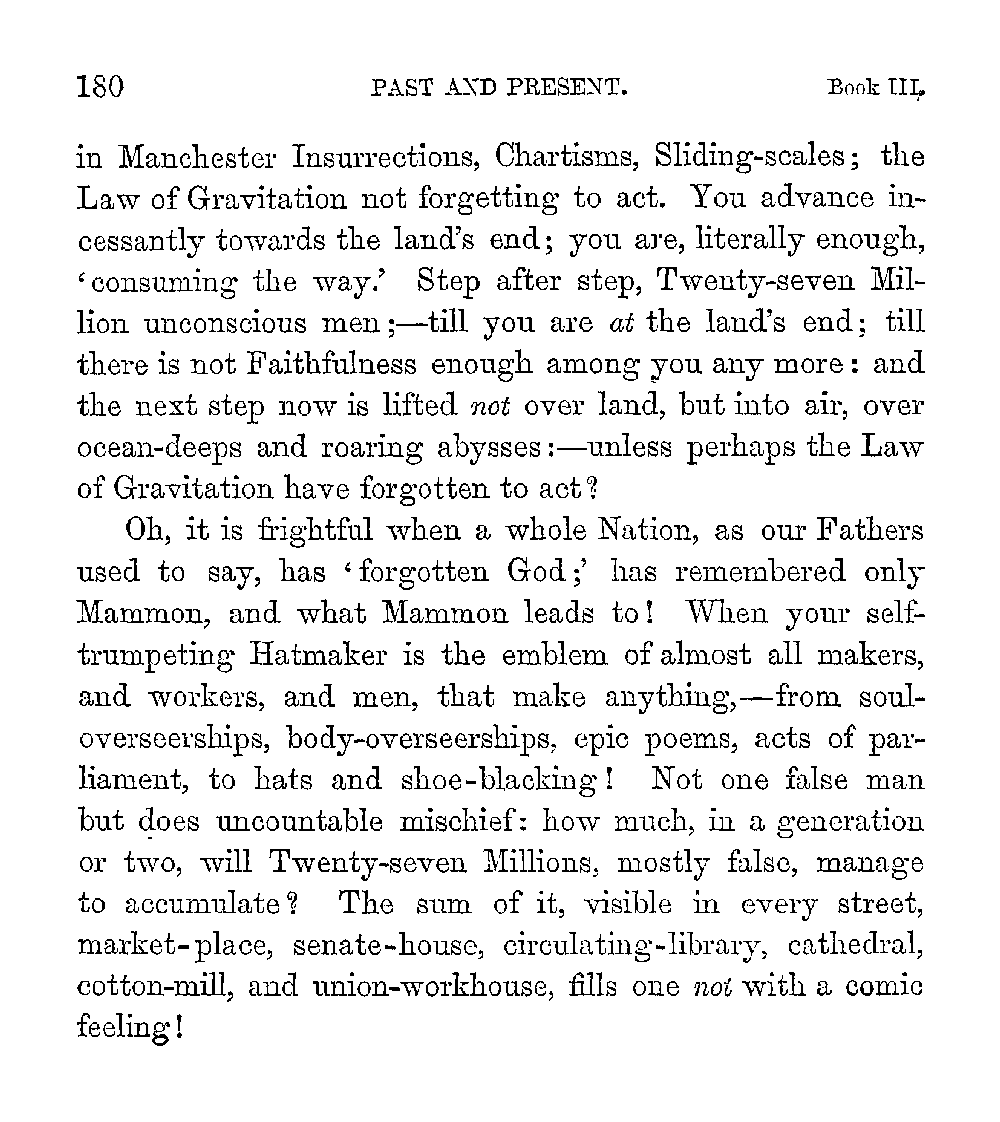 180 PAST AND PRESENT. Book III.
in Manchester Insurrections, Chartisms, Sliding-scales; the
Law of Gravitation not forgetting to act. You advance in-
cessantly towards the land's end; you are, literally enough,
‘consuming the way.’ Step after step, Twenty-seven Mil-
lion unconscious men;—till you are at the land's end; till
there is not Faithfulness enough among you any more: and
the next step now is lifted not over land, but into air, over
ocean-deeps and roaring abysses:—unless perhaps the Law
of Gravitation have forgotten to act?
Oh, it is frightful when a whole Nation, as our Fathers
used to say, has ‘forgotten God;’ has remembered only
Mammon, and what Mammon leads to! When your self-
trumpeting Hatmaker is the emblem of almost all makers,
and workers, and men, that make anything,—from soul-
overseerships, body-overseerships, epic poems, acts of par-
liament, to hats and shoe-blacking! Not one false man
but does uncountable mischief: how much, in a generation
or two, will Twenty-seven Millions, mostly false, manage
to accumulate? The sum of it, visible in every street,
market-place, senate-house, circulating-library, cathedral,
cotton-mill, and union-workhouse, fills one not with a comic
feeling!